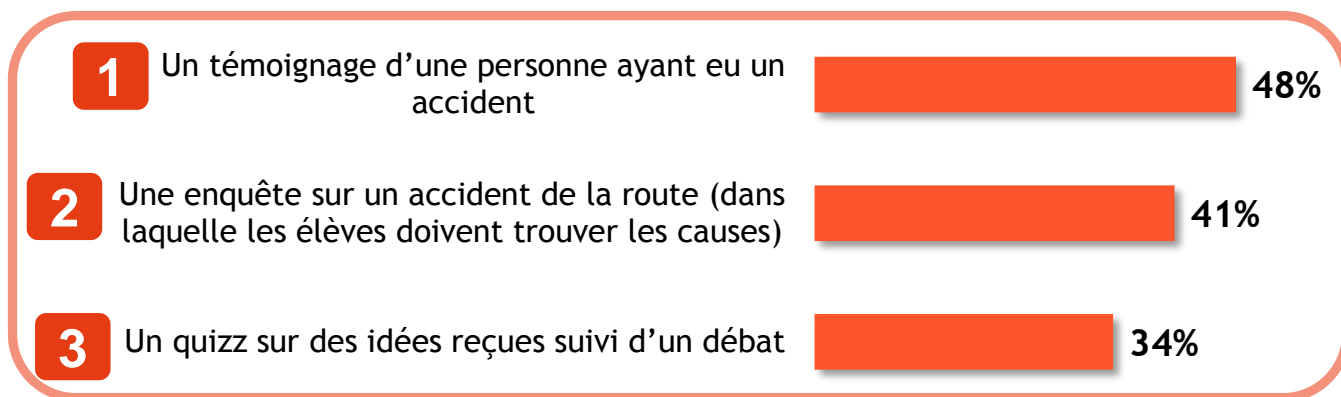 1
Un témoignage d’une personne ayant eu un
accident
48%
2
Une enquête sur un accident de la route (dans
laquelle les élèves doivent trouver les causes)
41%
3
Un quizz sur des idées reçues suivi d’un débat
34%